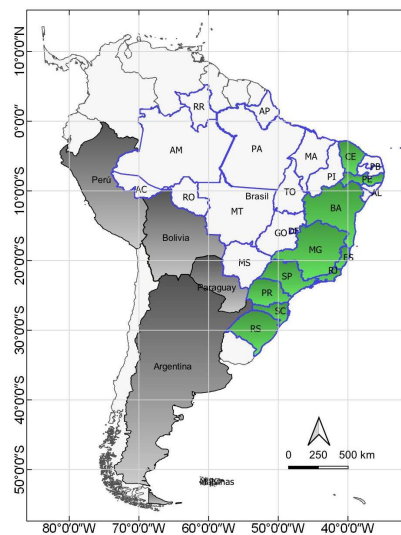 10°0'0"N
0°0'0"
10°0'0"S
20°0'0"S
30°0'0"S
40°0'0"S
50°0'0"S
RR
AP
AM
PA
MA
CE
PB
PI
PE
AL
Perú
AC
RO
TO
Brasil
BA
MT
GO
DF
Bolivia
MG
ES
MS
SP
RJ
Paraguay
PR
SC
RS
Argentina
0 250 500 km
80°0'0"W 70°0'0"W 60°0'0"W 50°0'0"W 40°0'0"W